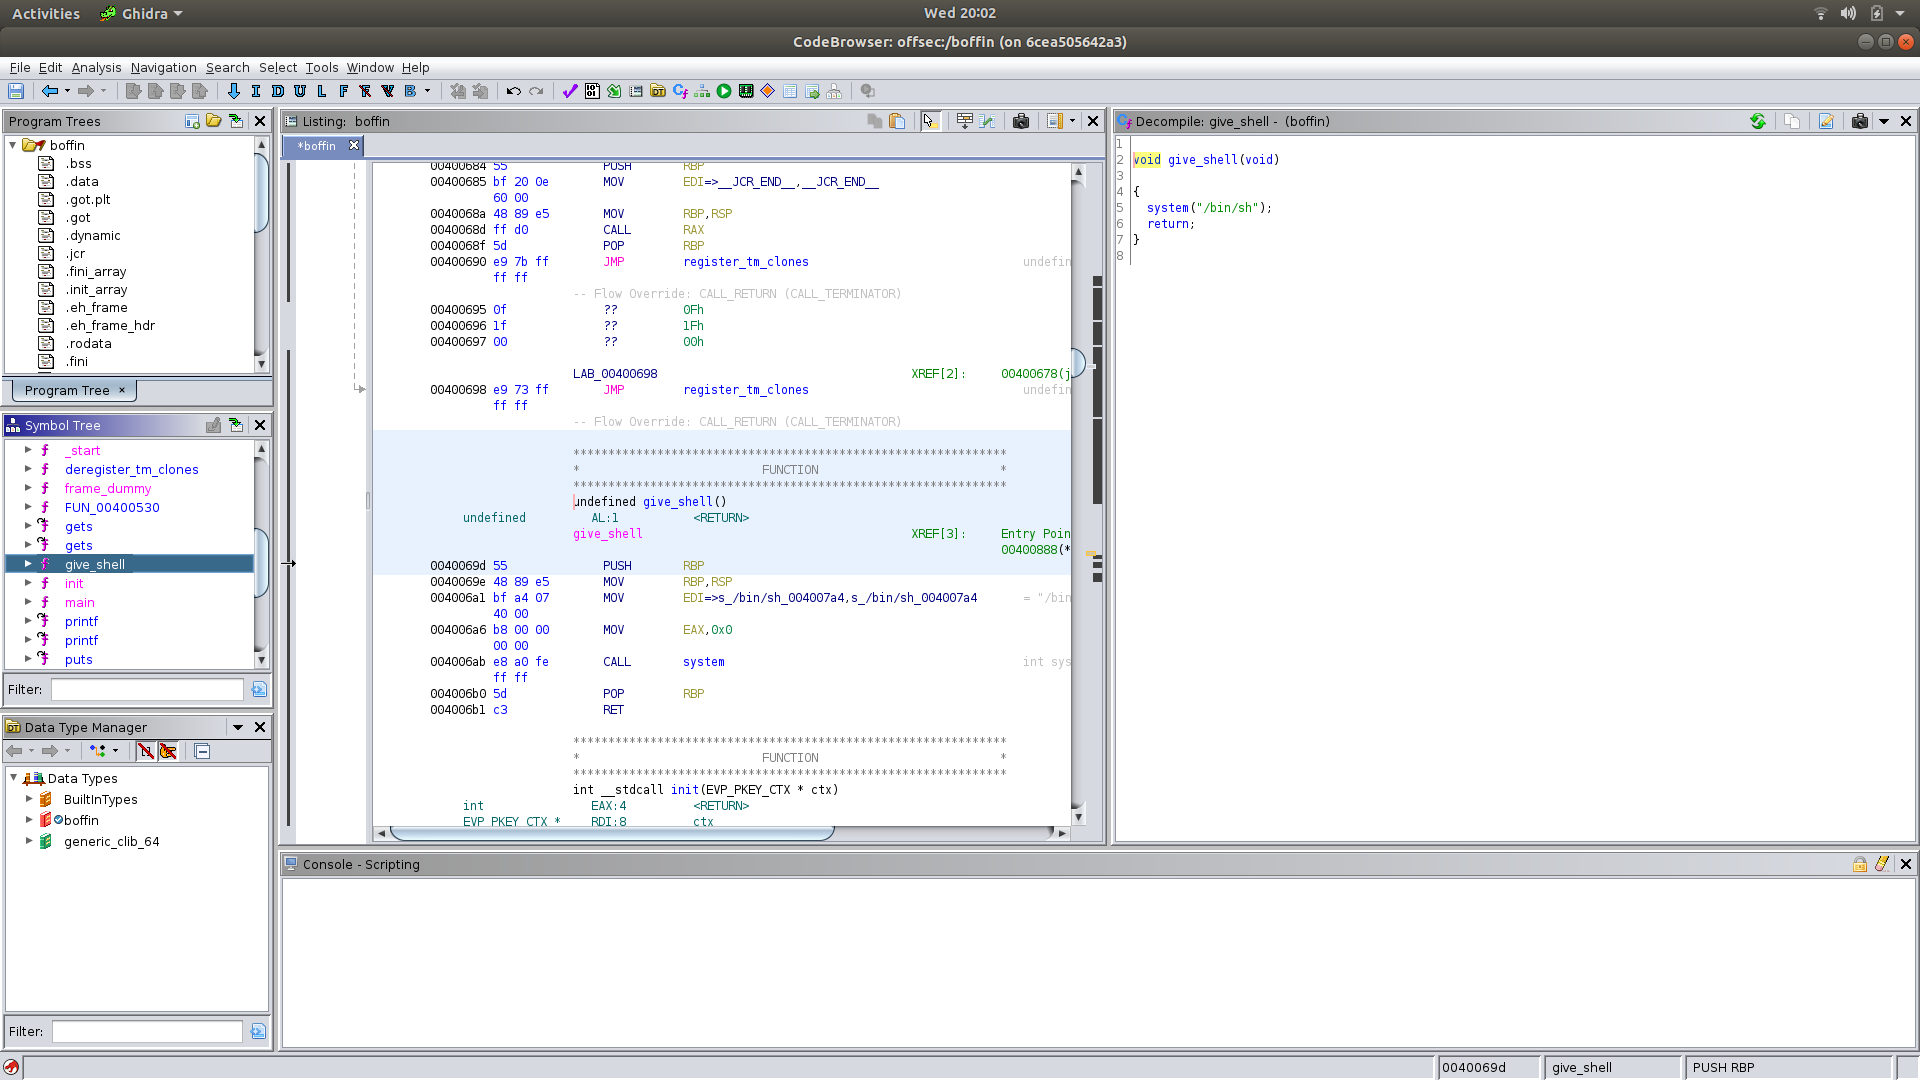 Activities Ghidra Wed 20:02
CodeBrowser: offsec:/boffin (on 6cea505642a3)
File Edit Analysis Navigation Search Select Tools Window Help
I D U L F B
Program Trees
boffin
.bss
.data
.got.plt
.got
.dynamic
.jcr
.fini_array
.init_array
.eh_frame
.eh_frame_hdr
.rodata
.fini
Program Tree ×
Symbol Tree
_start
deregister_tm_clones
frame_dummy
FUN_00400530
gets
gets
give_shell
init
main
printf
printf
puts
Filter:
Data Type Manager
Data Types
BuiltInTypes
boffin
generic_clib_64
Filter:
Listing: boffin
*boffin
00400684 55 PUSH RBP
00400685 bf 20 0e MOV EDI=>__JCR_END__,__JCR_END__
60 00
0040068a 48 89 e5 MOV RBP,RSP
0040068d ff d0 CALL RAX
0040068f 5d POP RBP
00400690 e9 7b ff JMP register_tm_clones undefin
ff ff
-- Flow Override: CALL_RETURN (CALL_TERMINATOR)
00400695 0f ?? 0Fh
00400696 1f ?? 1Fh
00400697 00 ?? 00h
LAB_00400698 XREF[2]: 00400678(j
00400698 e9 73 ff JMP register_tm_clones undefin
ff ff
-- Flow Override: CALL_RETURN (CALL_TERMINATOR)
**************************************************************
* FUNCTION *
**************************************************************
undefined give_shell()
undefined AL:1 <RETURN>
give_shell XREF[3]: Entry Poin
00400888(*
0040069d 55 PUSH RBP
0040069e 48 89 e5 MOV RBP,RSP
004006a1 bf a4 07 MOV EDI=>s_/bin/sh_004007a4,s_/bin/sh_004007a4 = "/bin
40 00
004006a6 b8 00 00 MOV EAX,0x0
00 00
004006ab e8 a0 fe CALL system int sys
ff ff
004006b0 5d POP RBP
004006b1 c3 RET
**************************************************************
* FUNCTION *
**************************************************************
int __stdcall init(EVP_PKEY_CTX * ctx)
int EAX:4 <RETURN>
EVP_PKEY_CTX * RDI:8 ctx
Decompile: give_shell - (boffin)
1
2 void give_shell(void)
3
4 {
5 system("/bin/sh");
6 return;
7 }
8
Console - Scripting
0040069d give_shell PUSH RBP